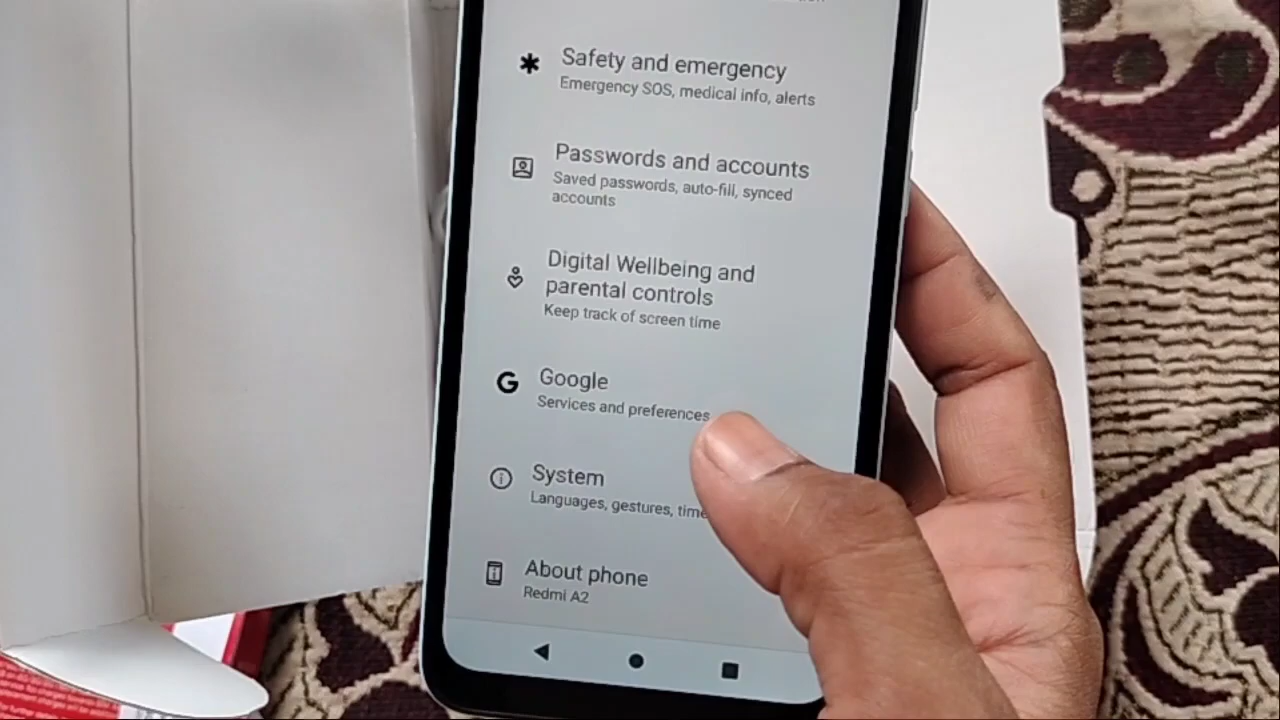 Safety and emergency
Emergency SOS, medical info, alerts
Passwords and accounts
Saved passwords, auto-fill, synced
accounts
Digital Wellbeing and
parental controls
Keep track of screen time
Google
Services and preferences
System
Languages, gestures, time
About phone
Redmi A2